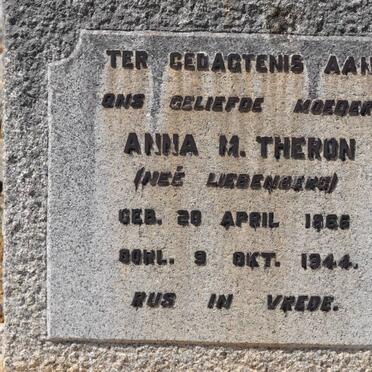 TER GEDAGTENIS AAN
ONS GELIEFDE MOEDER
ANNA M. THERON
(NEÉ LIEBENBERG)
GEB. 28 APRIL
OORL. 9 OKT. 1944.
RUS IN VREDE.